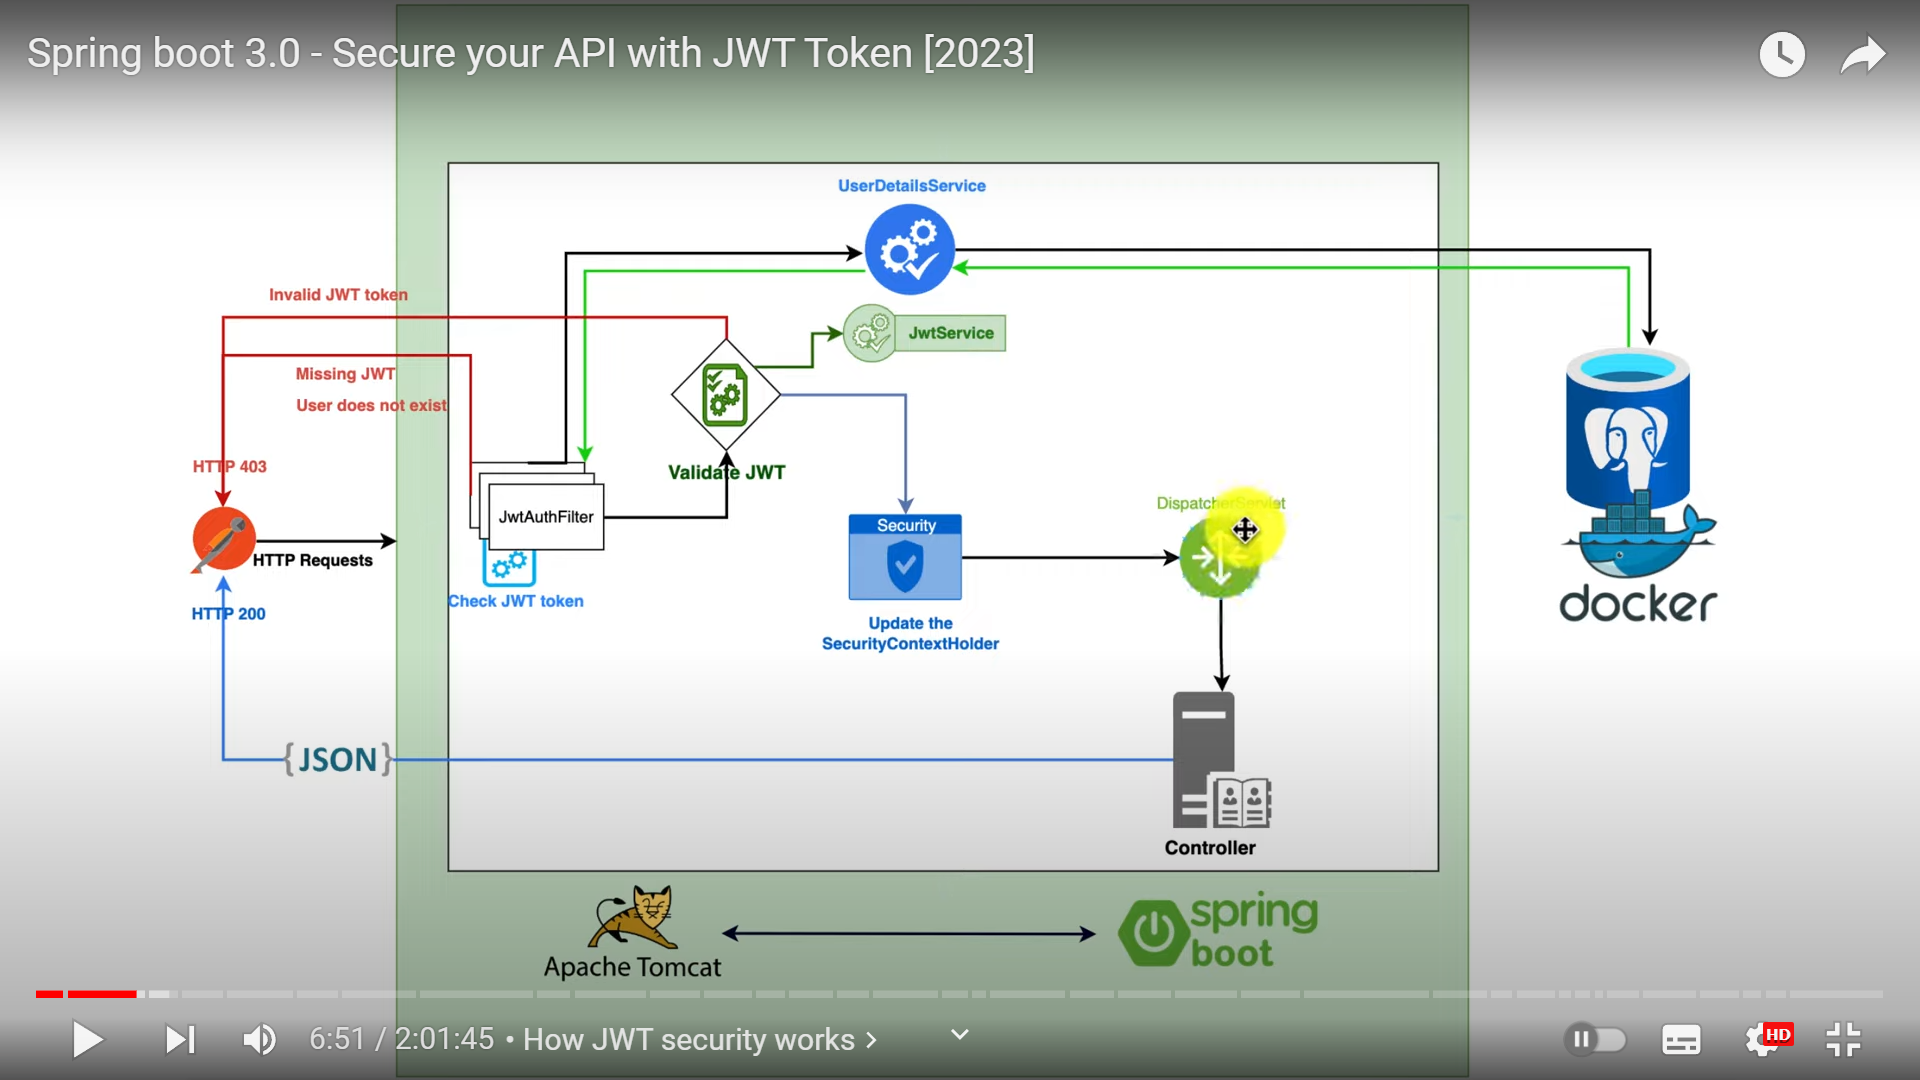 Spring boot 3.0 - Secure your API with JWT Token [2023]
UserDetailsService
Invalid JWT token
JwtService
Missing JWT
User does not exist
HTTP 403
Validate JWT
JwtAuthFilter
Security
DispatcherServlet
HTTP Requests
Check JWT token
HTTP 200
Update the
SecurityContextHolder
docker
{JSON}
Controller
Apache Tomcat
spring
boot
6:51 / 2:01:45 • How JWT security works
HD